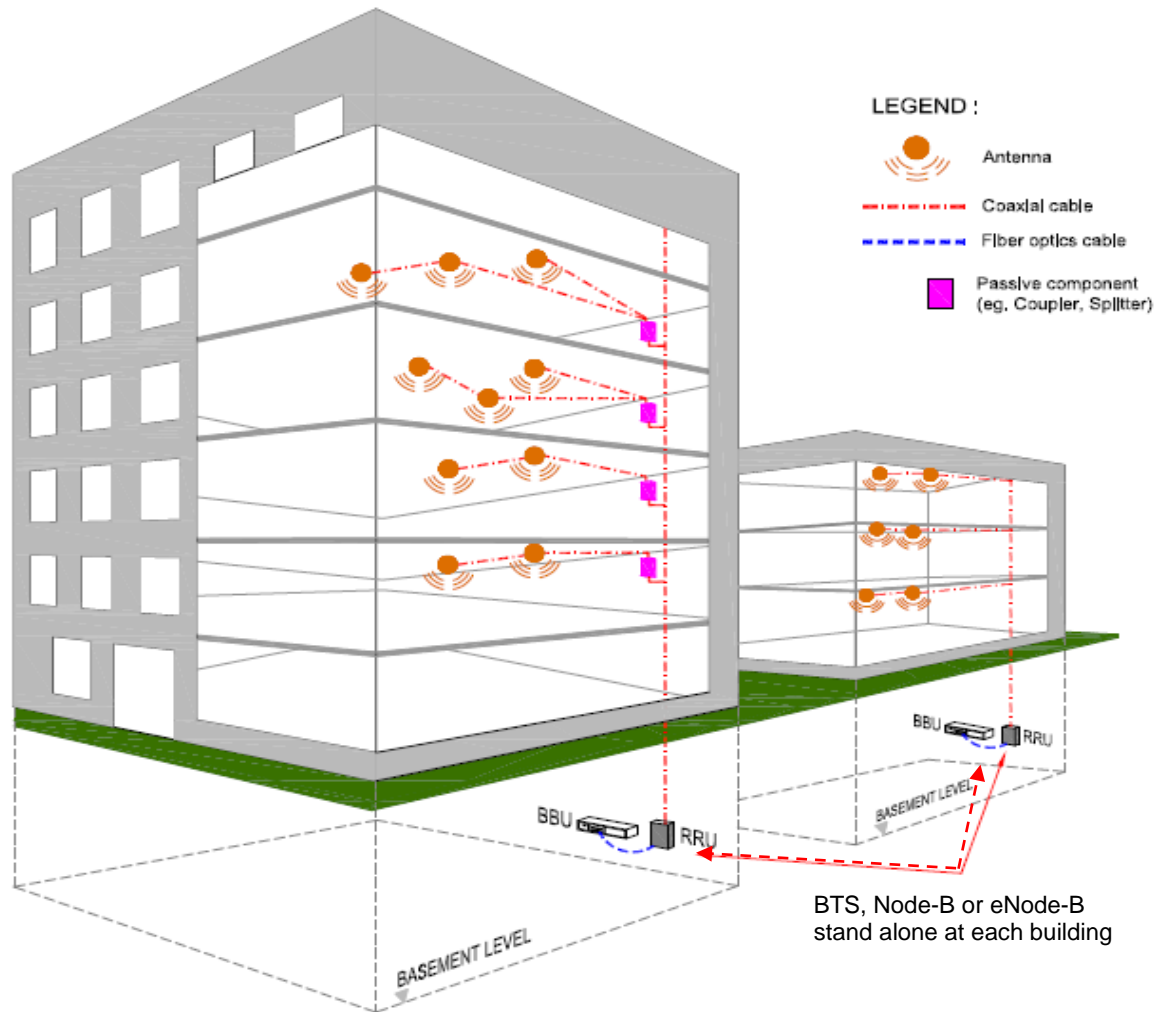 LEGEND :
Antenna
Coaxial cable
Fiber optics cable
Passive component
(eg, Coupler, Splitter)
BBU
RRU
BASEMENT LEVEL
BBU
RRU
BASEMENT LEVEL
BTS, Node-B or eNode-B
stand alone at each building